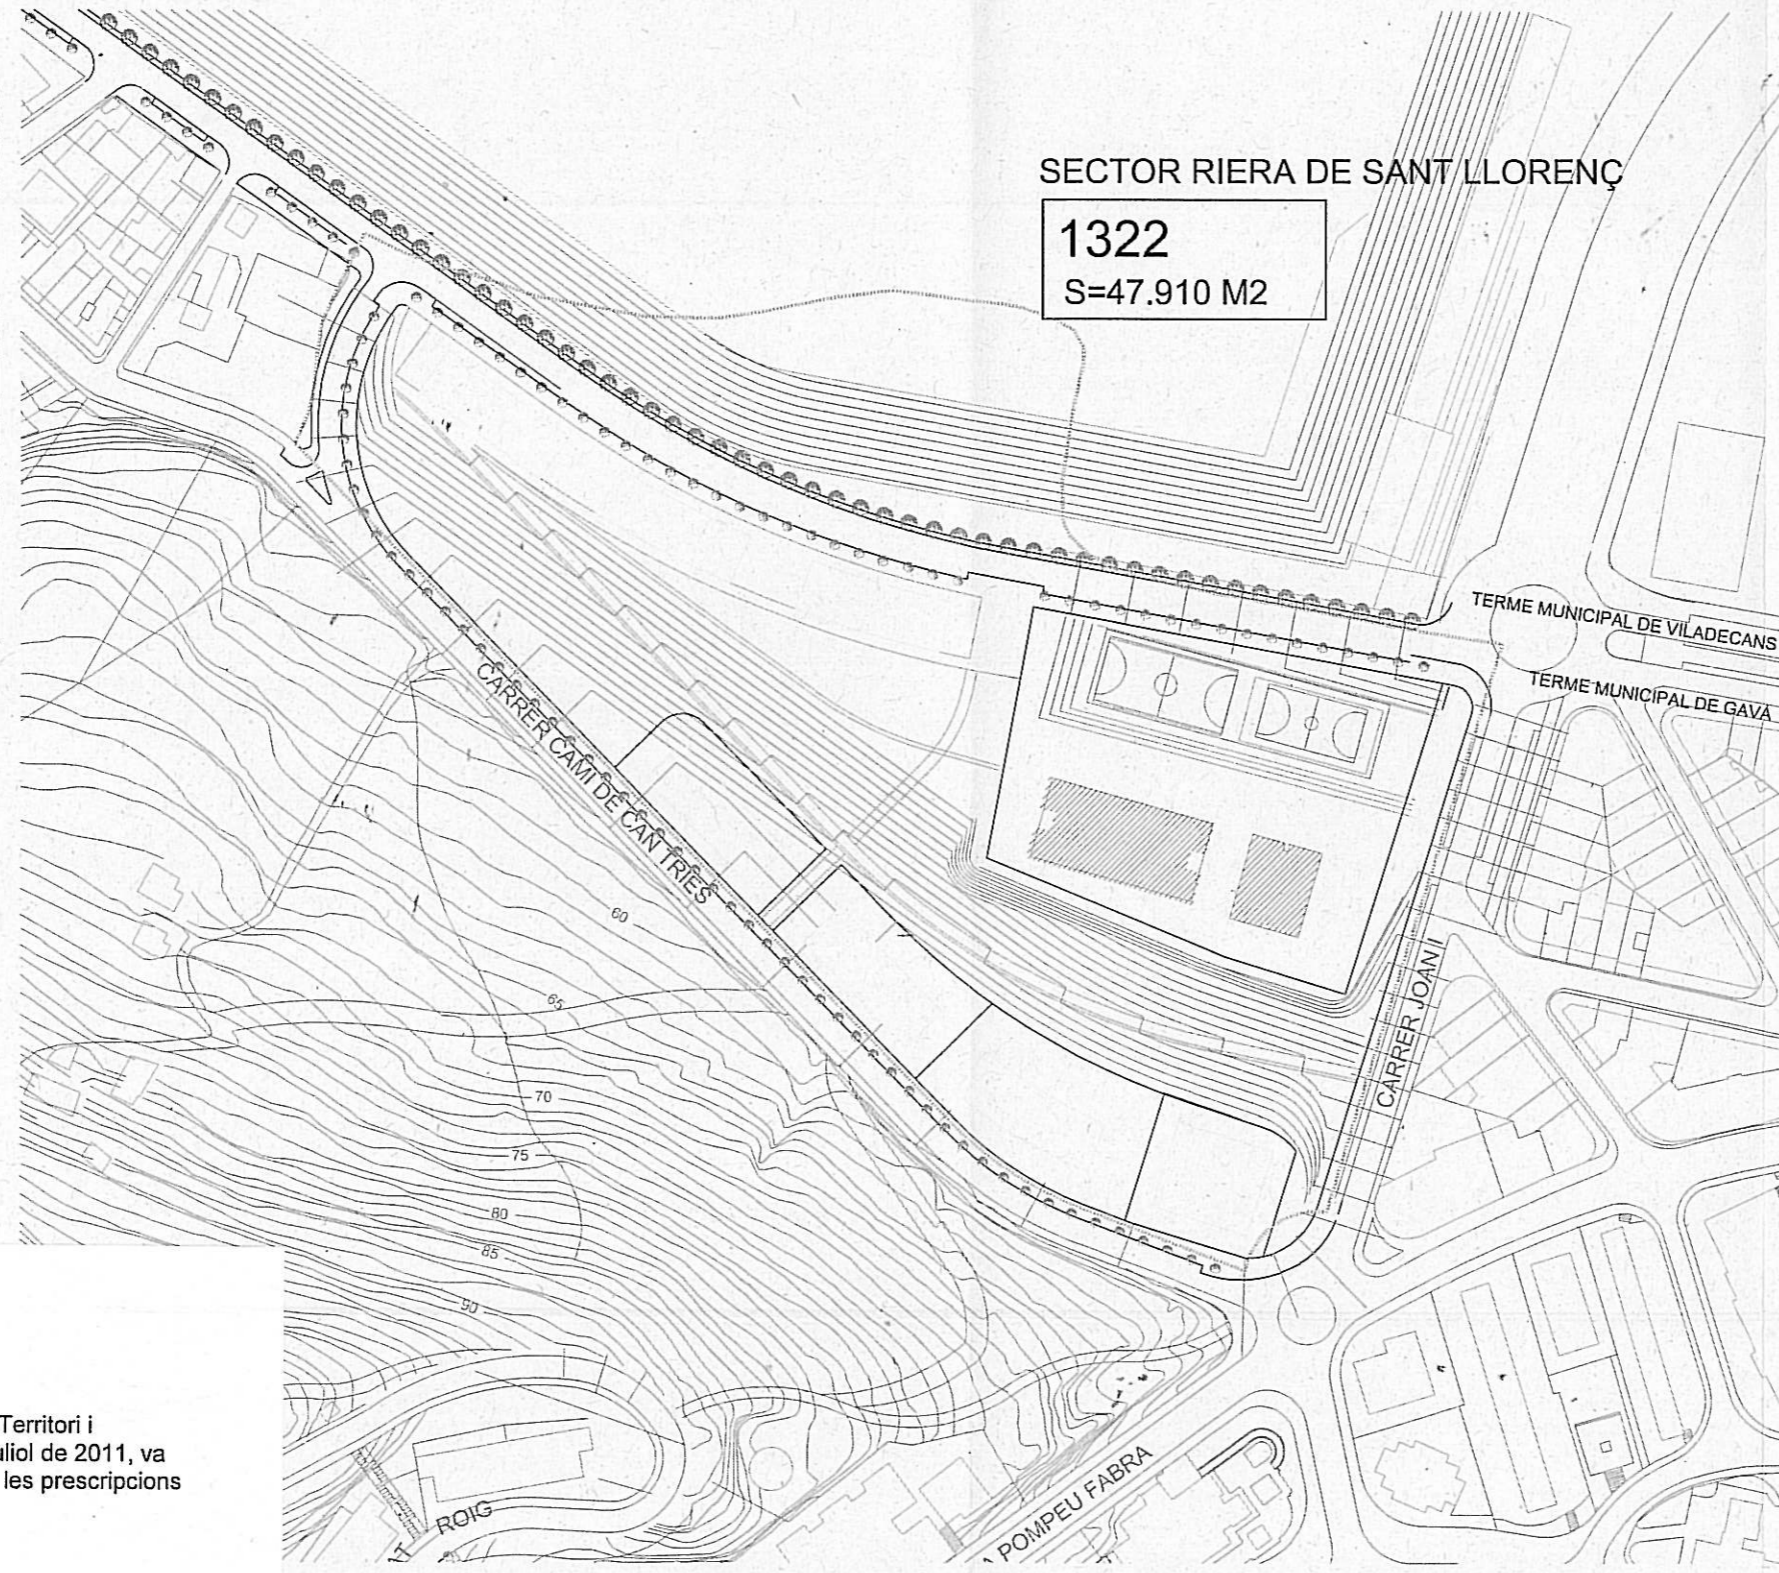 SECTOR RIERA DE SANT LLORENÇ
1322
S=47.910 M2
TERME MUNICIPAL DE VILADECANS
TERME MUNICIPAL DE GAVÀ
CARRER CAMI DE CAN TRIES
60
CARRER JOAN I
65
70
75
80
85
90
Territori i
uliol de 2011, va
les prescripcions
ROIG
POMPEU FABRA